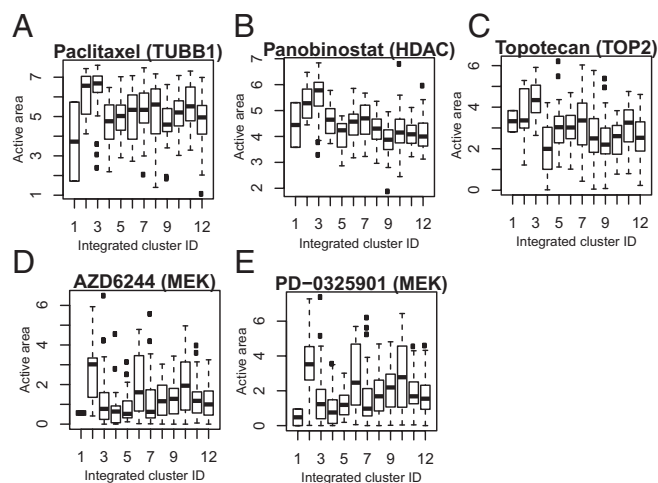 A
Paclitaxel (TUBB1)
Active area
7
5
3
1
1 3 5 7 9 12
Integrated cluster ID
B
Panobinostat (HDAC)
Active area
7
6
5
4
3
2
1 3 5 7 9 12
Integrated cluster ID
C
Topotecan (TOP2)
Active area
6
4
2
0
1 3 5 7 9 12
Integrated cluster ID
D
AZD6244 (MEK)
Active area
6
4
2
0
1 3 5 7 9 12
Integrated cluster ID
E
PD−0325901 (MEK)
Active area
6
4
2
0
1 3 5 7 9 12
Integrated cluster ID